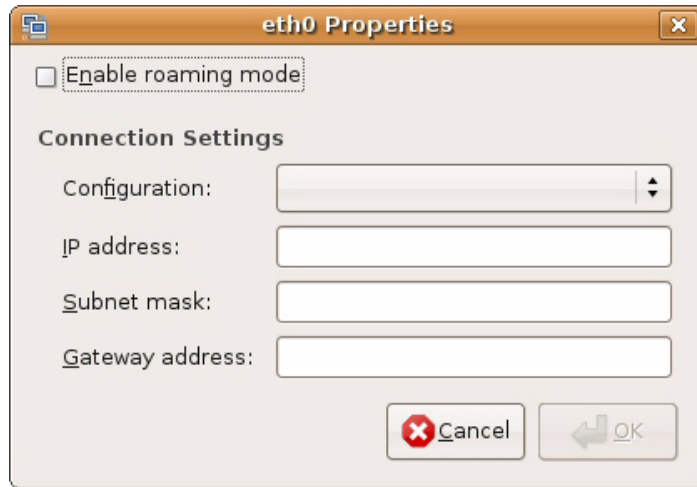 eth0 Properties
Enable roaming mode
Connection Settings
Configuration:
IP address:
Subnet mask:
Gateway address:
Cancel OK